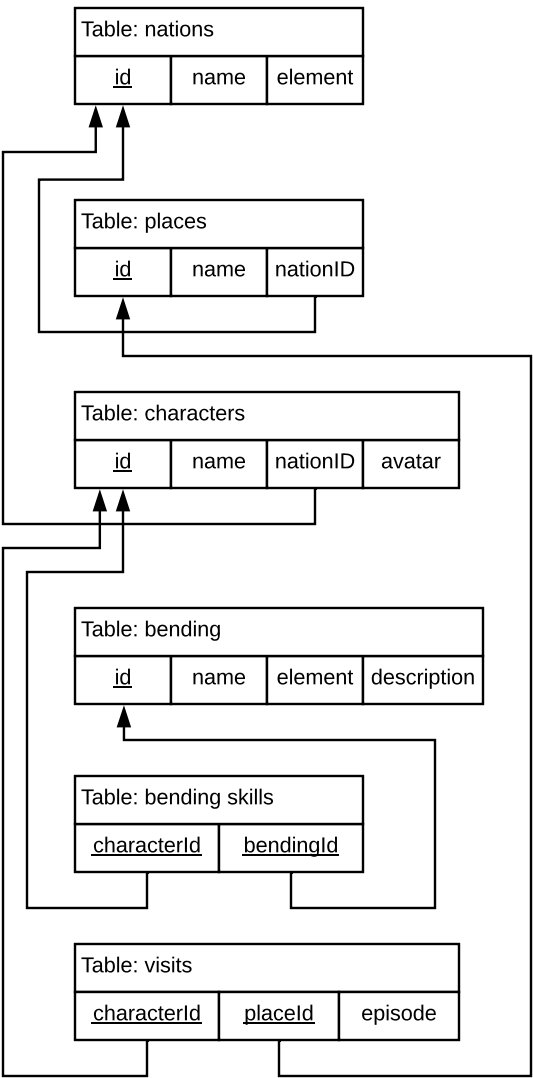 Table: nations
id name element
Table: places
id name nationID
Table: characters
id name nationID avatar
Table: bending
id name element description
Table: bending skills
characterId bendingId
Table: visits
characterId placeId episode